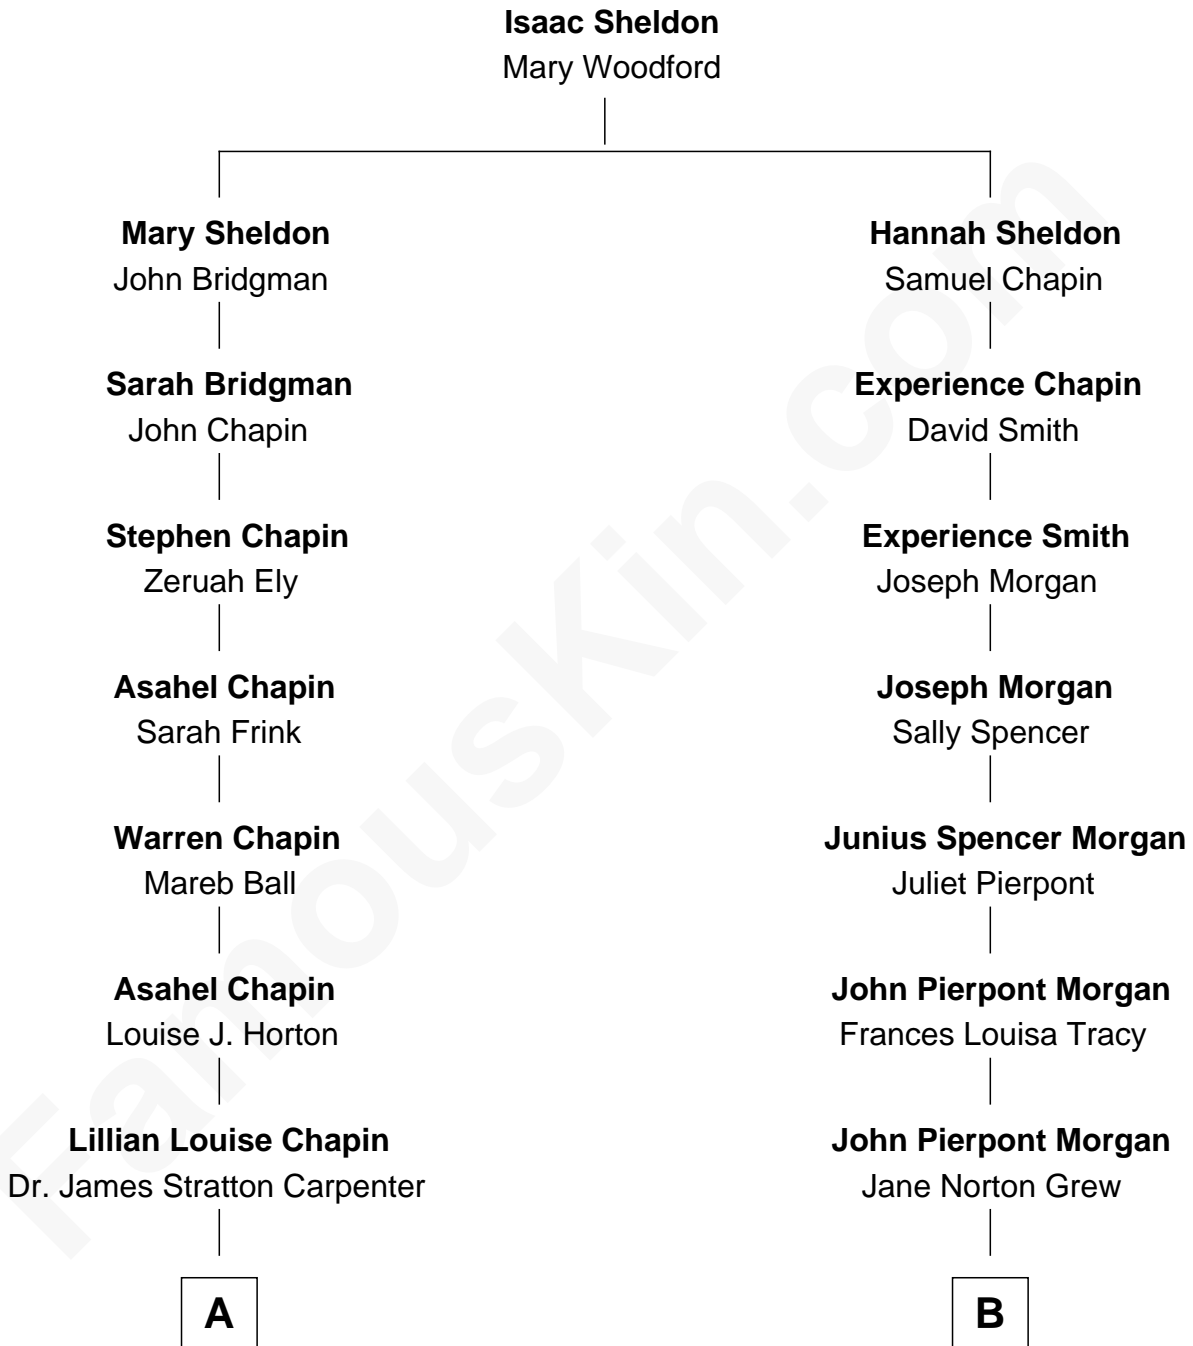 Isaac Sheldon
Mary Woodford
Mary Sheldon
John Bridgman
Hannah Sheldon
Samuel Chapin
Sarah Bridgman
John Chapin
Experience Chapin
David Smith
Stephen Chapin
Zeruah Ely
Experience Smith
Joseph Morgan
Asahel Chapin
Sarah Frink
Joseph Morgan
Sally Spencer
Warren Chapin
Mareb Ball
Junius Spencer Morgan
Juliet Pierpont
Asahel Chapin
Louise J. Horton
John Pierpont Morgan
Frances Louisa Tracy
Lillian Louise Chapin
Dr. James Stratton Carpenter
John Pierpont Morgan
Jane Norton Grew
A
B
FamousKin.com